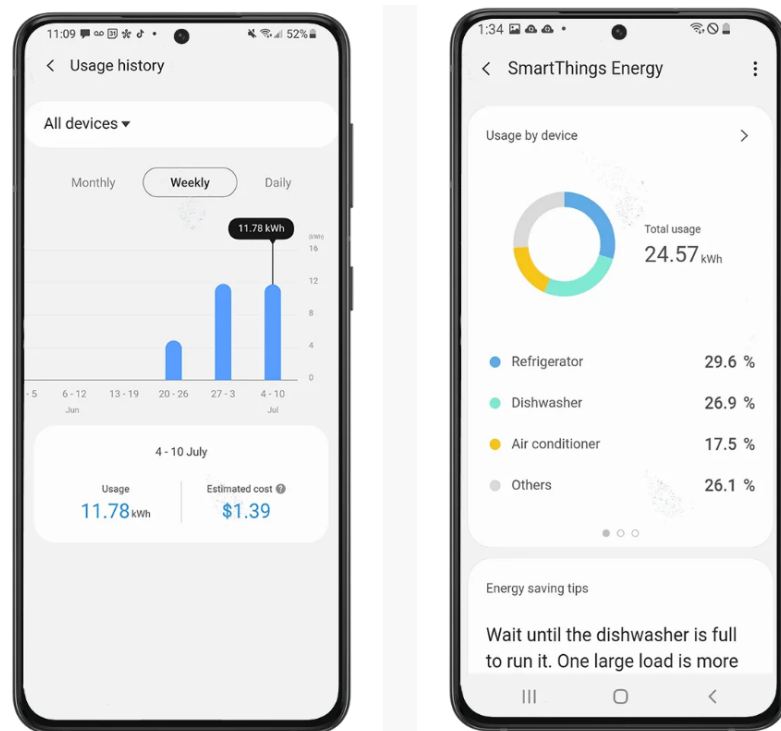 11:09
52%
Usage history
All devices
Monthly Weekly Daily
11.78 kWh
(kWh)
16
12
8
4
0
- 5 6 - 12 13 - 19 20 - 26 27 - 3 4 - 10
Jun Jul
4 - 10 July
Usage Estimated cost
11.78 kWh $1.39
1:34
SmartThings Energy
Usage by device
Total usage
24.57 kWh
Refrigerator 29.6 %
Dishwasher 26.9 %
Air conditioner 17.5 %
Others 26.1 %
Energy saving tips
Wait until the dishwasher is full
to run it. One large load is more